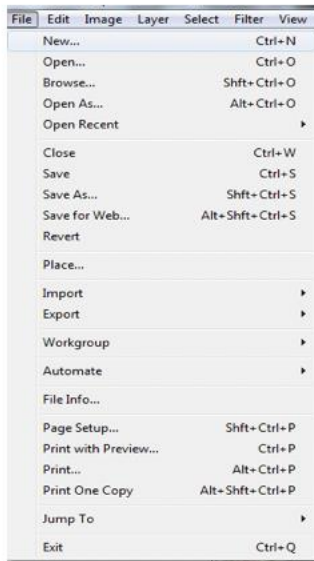 File Edit Image Layer Select Filter View
New... Ctrl+N
Open... Ctrl+O
Browse... Shft+Ctrl+O
Open As... Alt+Ctrl+O
Open Recent
Close Ctrl+W
Save Ctrl+S
Save As... Shft+Ctrl+S
Save for Web... Alt+Shft+Ctrl+S
Revert
Place...
Import
Export
Workgroup
Automate
File Info...
Page Setup... Shft+Ctrl+P
Print with Preview... Ctrl+P
Print... Alt+Ctrl+P
Print One Copy Alt+Shft+Ctrl+P
Jump To
Exit Ctrl+Q